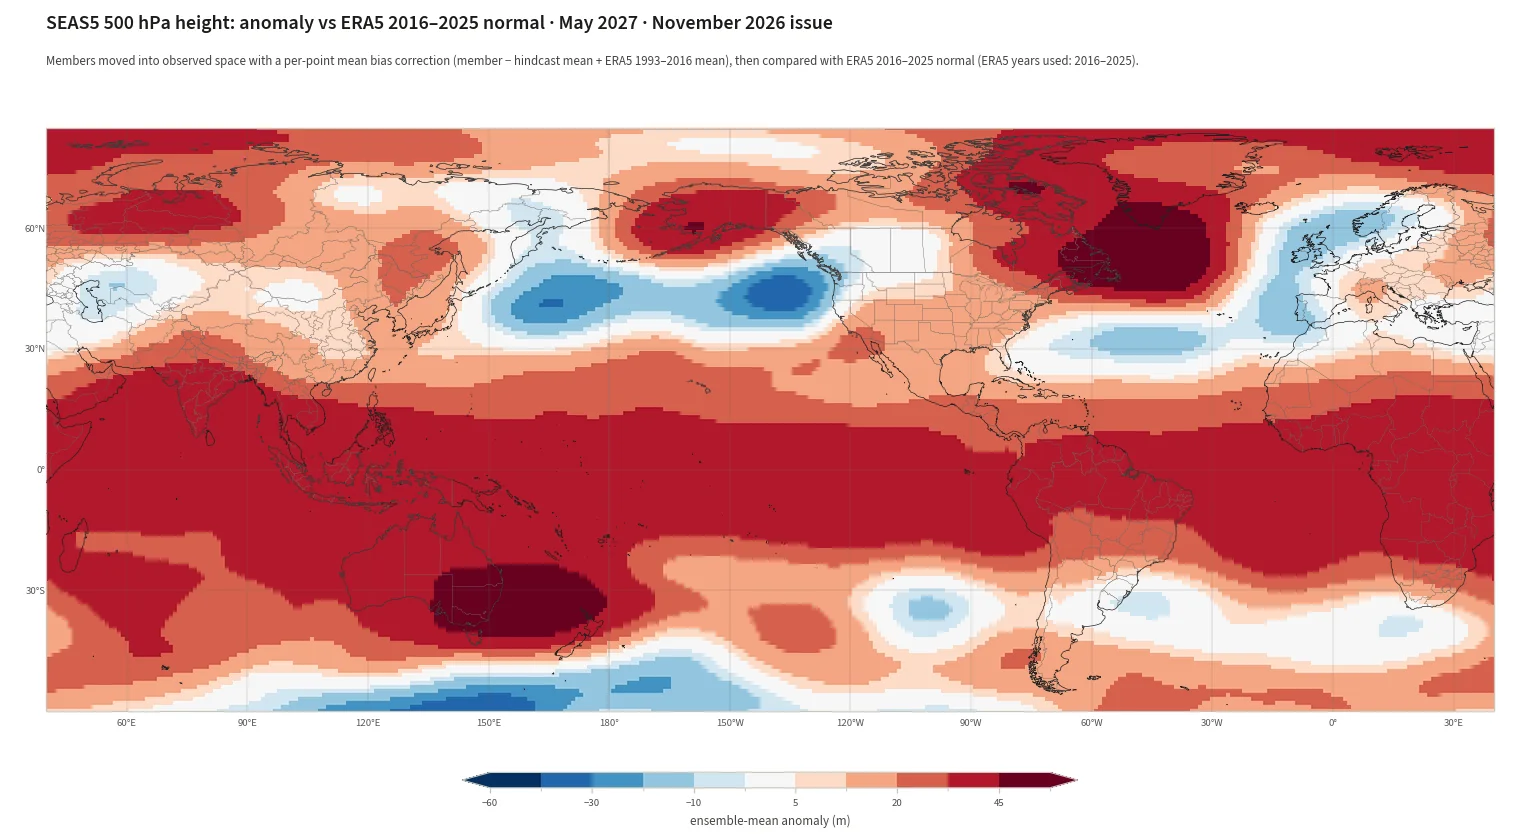 SEAS5 500 hPa height: anomaly vs ERA5 2016–2025 normal · May 2027 · November 2026 issue
Members moved into observed space with a per-point mean bias correction (member − hindcast mean + ERA5 1993–2016 mean), then compared with ERA5 2016–2025 normal (ERA5 years used: 2016–2025).
60°N
30°N
0°
30°S
60°E 90°E 120°E 150°E 180° 150°W 120°W 90°W 60°W 30°W 0° 30°E
−60 −30 −10 5 20 45
ensemble-mean anomaly (m)